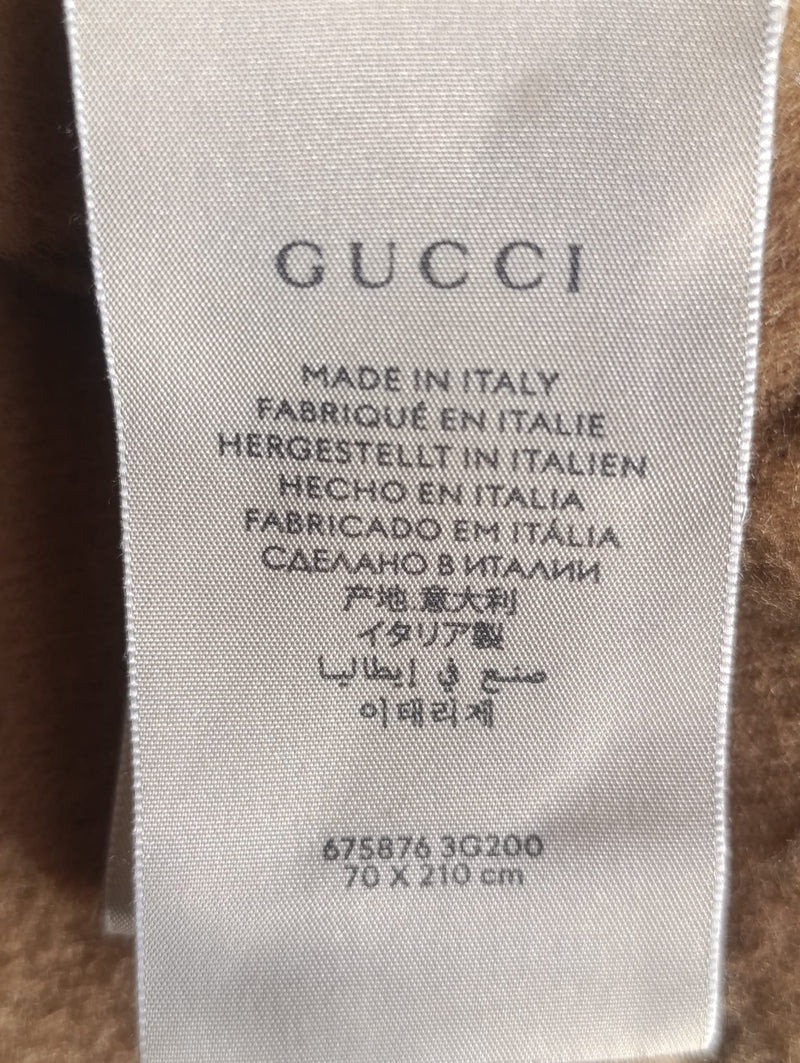 GUCCI
MADE IN ITALY
FABRIQUÉ EN ITALIE
HERGESTELLT IN ITALIEN
HECHO EN ITALIA
FABRICADO EM ITÁLIA
СДЕЛАНО В ИТАЛИИ
产地.意大利
イタリア製
صنع في إيطاليا
이태리제
675876 3G200
70 X 210 cm